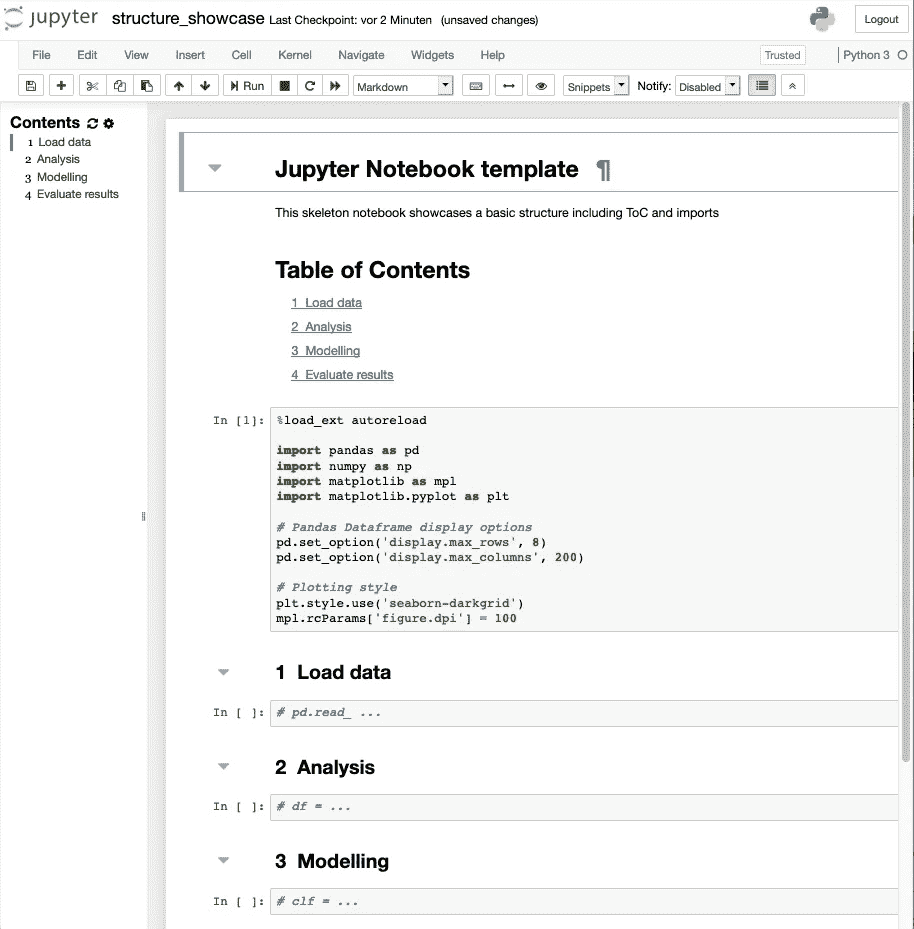 jupyter structure_showcase Last Checkpoint: vor 2 Minuten (unsaved changes)
Logout
File Edit View Insert Cell Kernel Navigate Widgets Help
Trusted
Python 3
Run
Markdown
Snippets
Notify: Disabled
Contents
1 Load data
2 Analysis
3 Modelling
4 Evaluate results
Jupyter Notebook template ¶
This skeleton notebook showcases a basic structure including ToC and imports
Table of Contents
1 Load data
2 Analysis
3 Modelling
4 Evaluate results
In [1]:
%load_ext autoreload
import pandas as pd
import numpy as np
import matplotlib as mpl
import matplotlib.pyplot as plt
# Pandas Dataframe display options
pd.set_option('display.max_rows', 8)
pd.set_option('display.max_columns', 200)
# Plotting style
plt.style.use('seaborn-darkgrid')
mpl.rcParams['figure.dpi'] = 100
1 Load data
In [ ]: # pd.read_ ...
2 Analysis
In [ ]: # df = ...
3 Modelling
In [ ]: # clf = ...